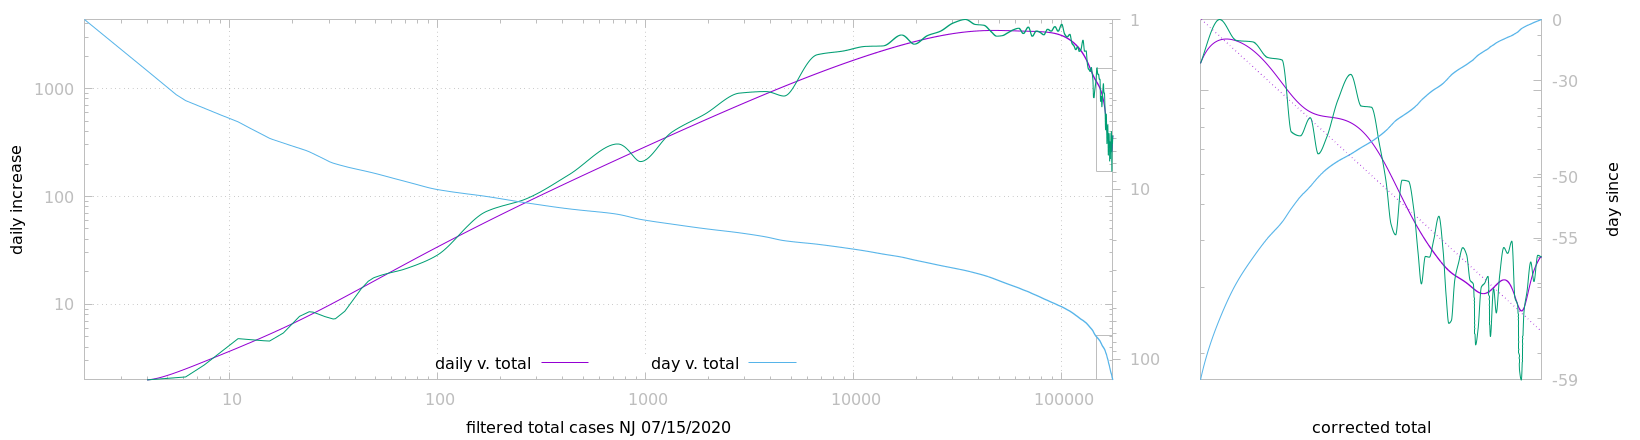 1000
100
10
daily increase
10
100
1000
10000
100000
filtered total cases NJ 07/15/2020
daily v. total
day v. total
1
10
100
0
-30
-50
-55
-59
day since
corrected total